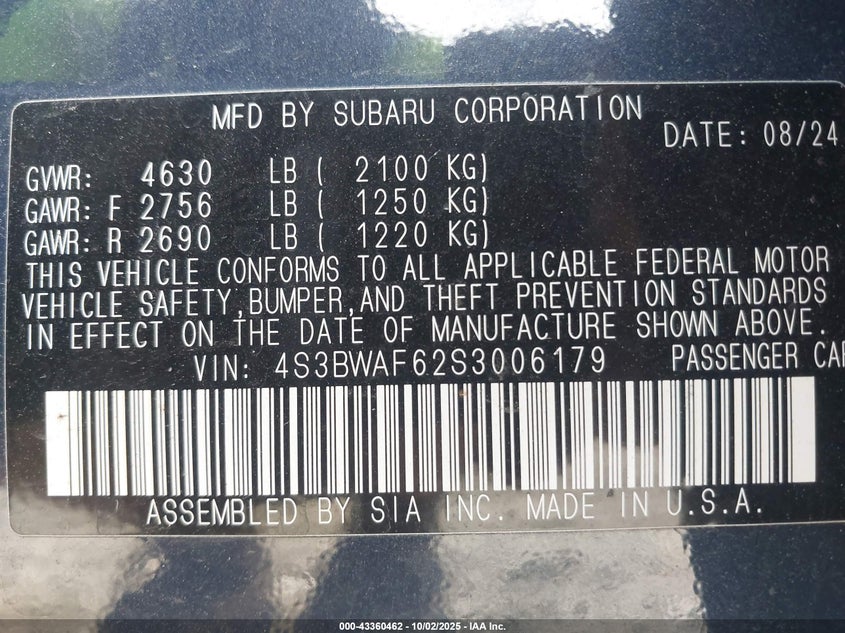 MFD BY SUBARU CORPORATION
DATE: 08/24
GVWR: 4630 LB ( 2100 KG)
GAWR: F 2756 LB ( 1250 KG)
GAWR: R 2690 LB ( 1220 KG)
THIS VEHICLE CONFORMS TO ALL APPLICABLE FEDERAL MOTOR
VEHICLE SAFETY, BUMPER, AND THEFT PREVENTION STANDARDS
IN EFFECT ON THE DATE OF MANUFACTURE SHOWN ABOVE.
VIN: 4S3BWAF62S3006179 PASSENGER CAR
ASSEMBLED BY SIA INC. MADE IN U.S.A.
000-43360462 - 10/02/2025 - IAA Inc.